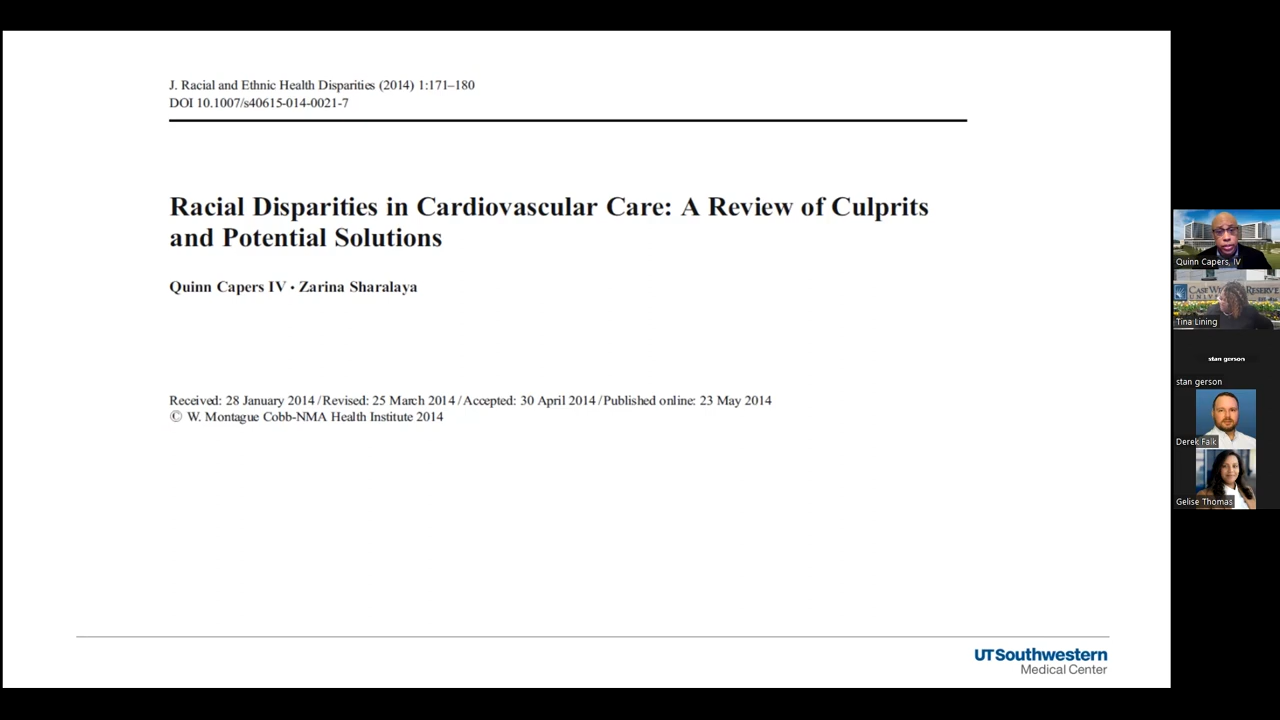 J. Racial and Ethnic Health Disparities (2014) 1:171–180
DOI 10.1007/s40615-014-0021-7
Racial Disparities in Cardiovascular Care: A Review of Culprits
and Potential Solutions
Quinn Capers IV • Zarina Sharalaya
Received: 28 January 2014 / Revised: 25 March 2014 / Accepted: 30 April 2014 / Published online: 23 May 2014
© W. Montague Cobb-NMA Health Institute 2014
UTSouthwestern
Medical Center
Quinn Capers, IV
Tina Lining
stan gerson
stan gerson
Derek Falk
Gelise Thomas